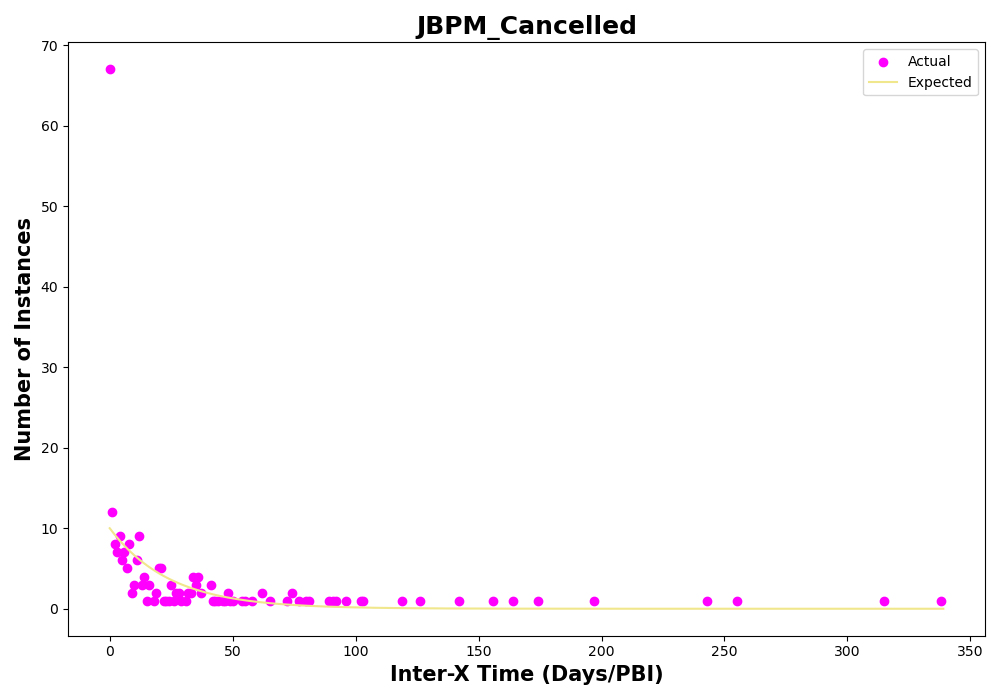 JBPM_Cancelled
Actual
Expected
70
60
50
40
30
20
10
0
Number of Instances
0 50 100 150 200 250 300 350
Inter-X Time (Days/PBI)